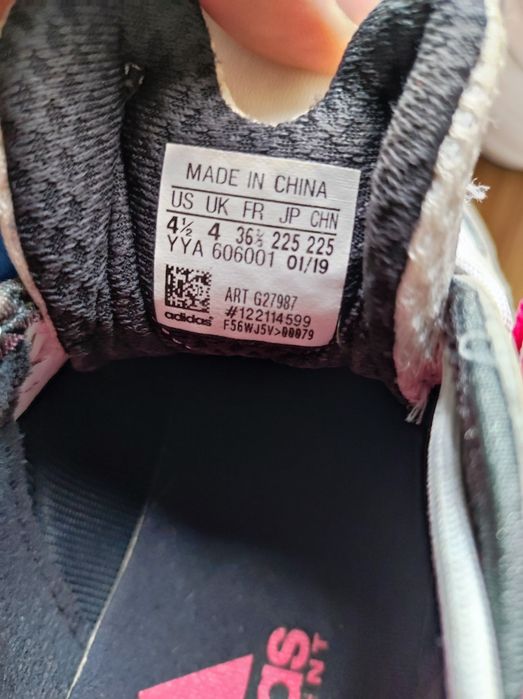 MADE IN CHINA
US UK FR JP CHN
4½ 4 36⅔ 225 225
YYA 606001 01/19
ART G27987
#122114599
adidas
F56WJ5V>00079